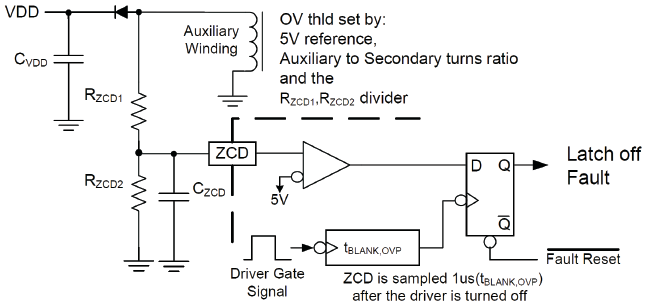 VDD
CVDD
Auxiliary
Winding
OV thld set by:
5V reference,
Auxiliary to Secondary turns ratio
and the
RZCD1,RZCD2 divider
RZCD1
RZCD2
CZCD
ZCD
5V
D Q
Q
Latch off
Fault
tBLANK,OVP
Driver Gate
Signal
Fault Reset
ZCD is sampled 1us(tBLANK,OVP)
after the driver is turned off